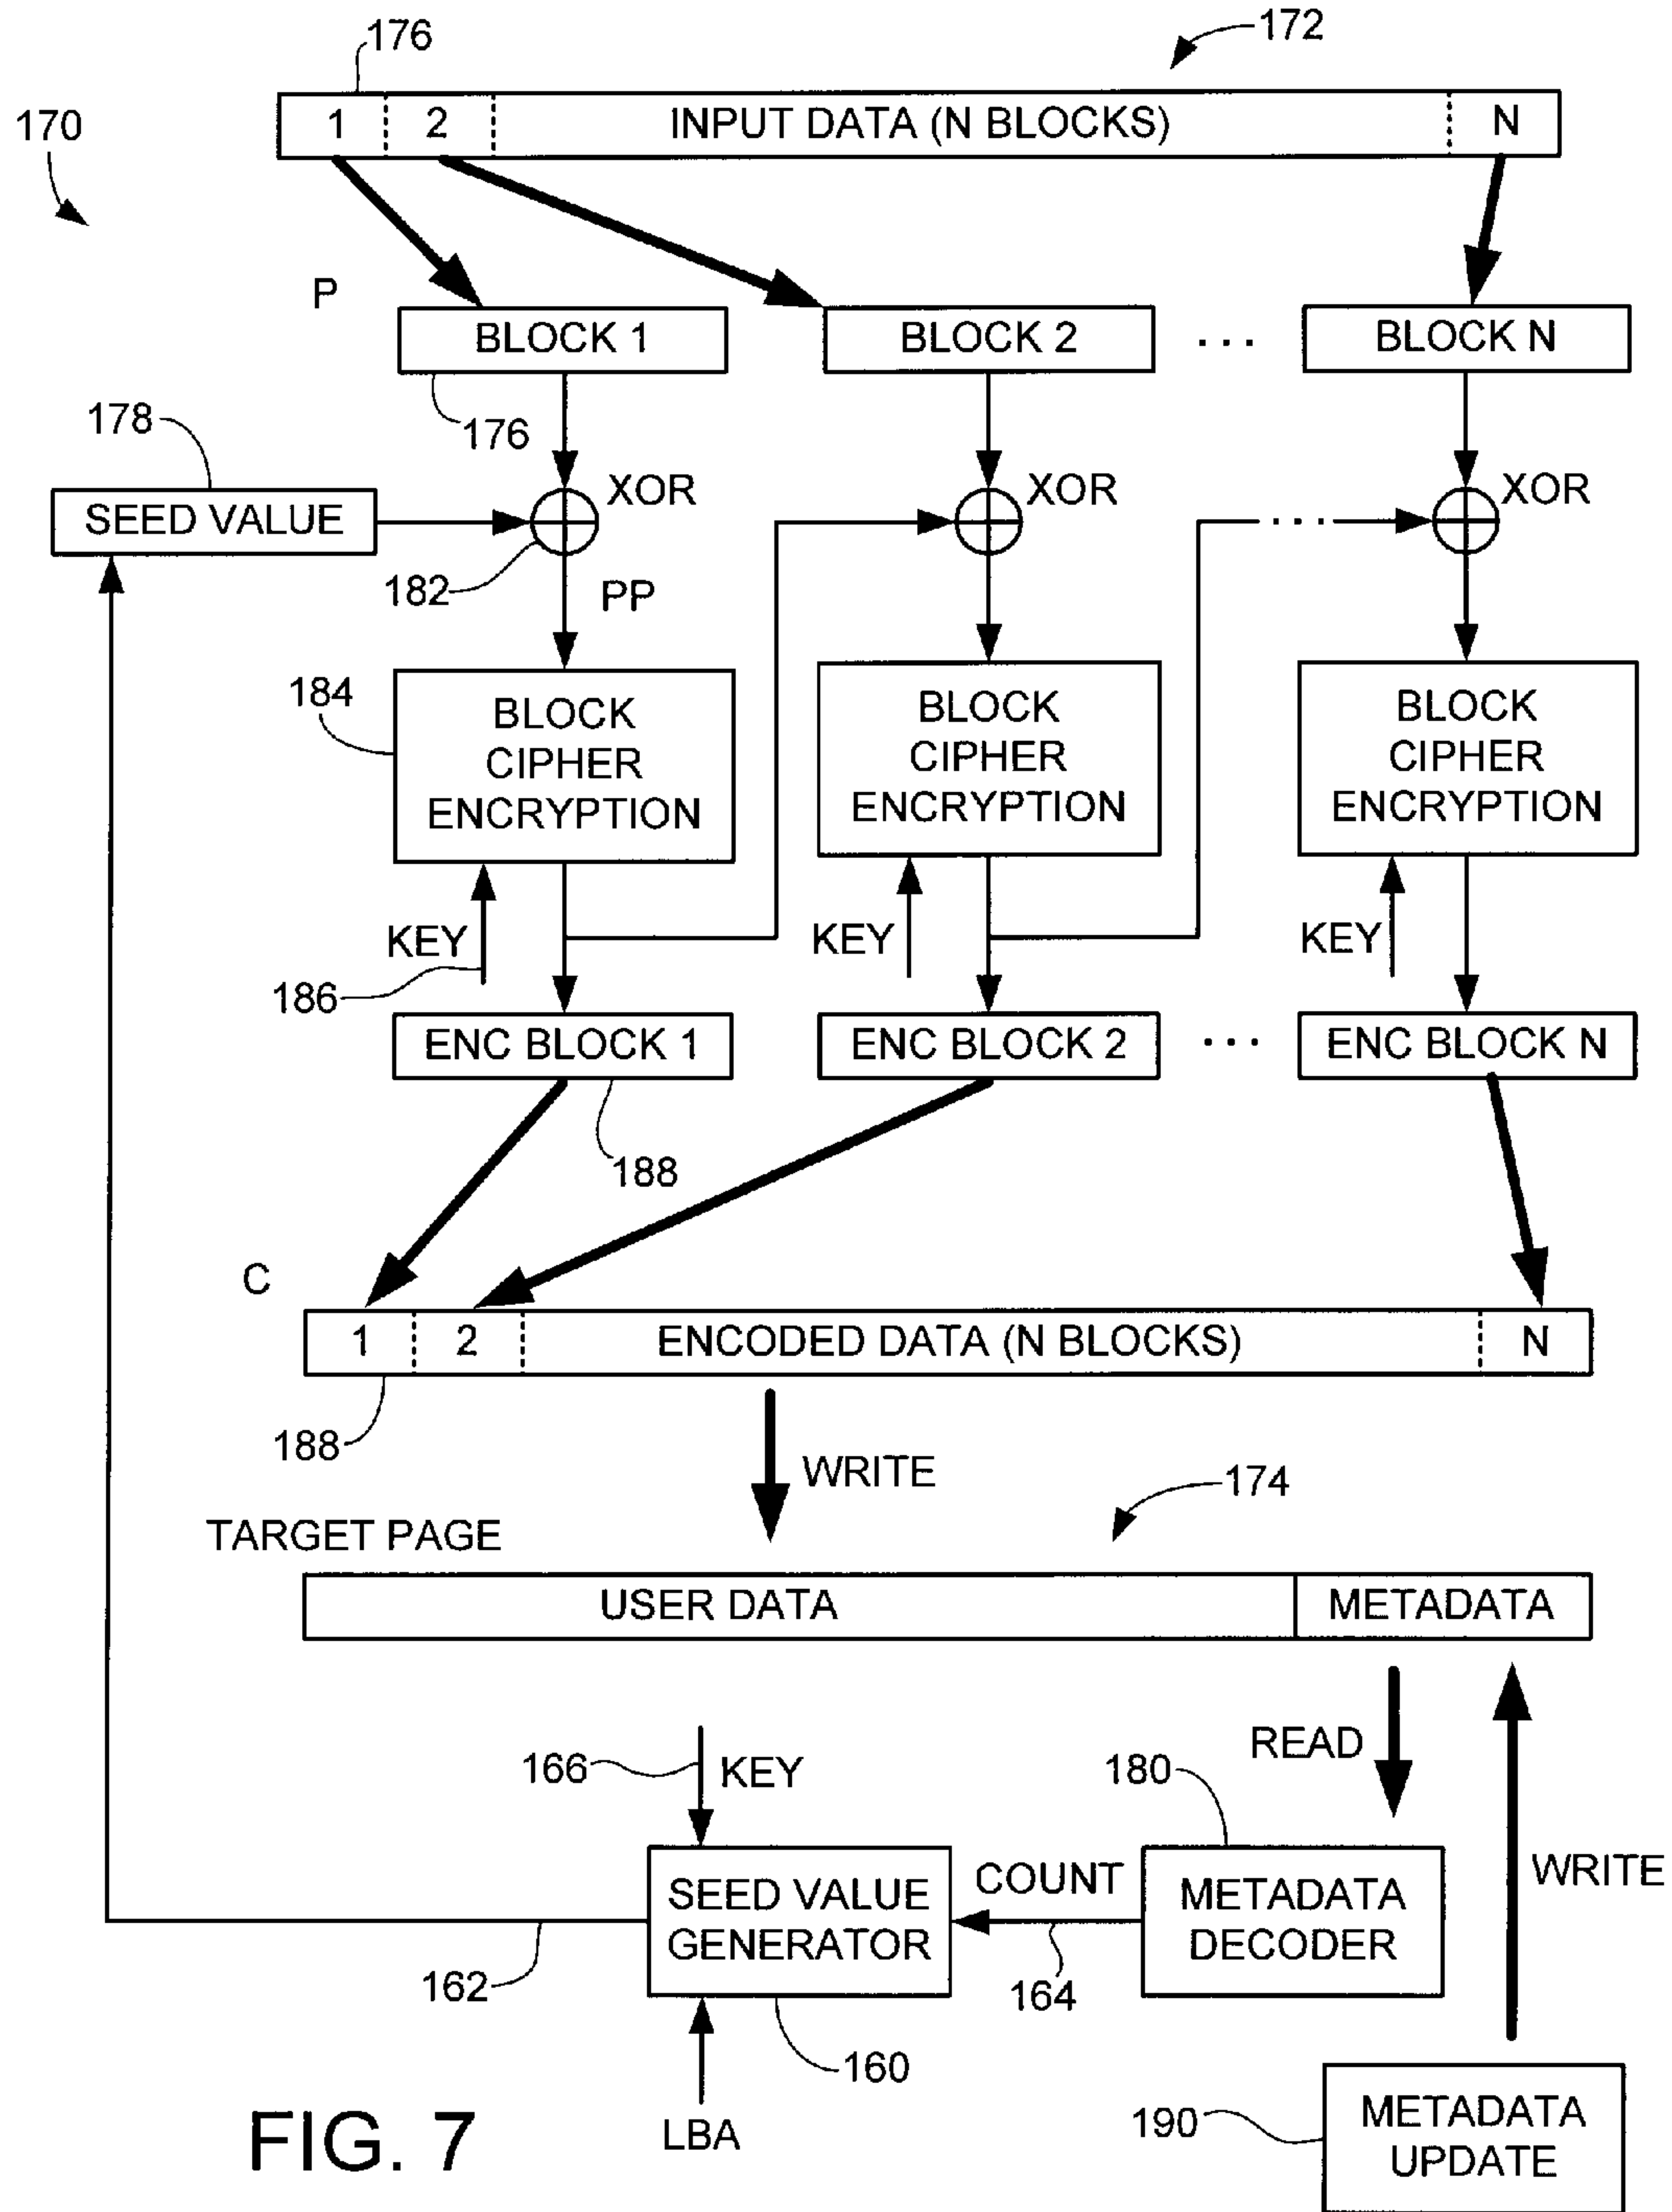 176
172
170
1
2
INPUT DATA (N BLOCKS)
N
P
BLOCK 1
BLOCK 2
...
BLOCK N
176
178
SEED VALUE
XOR
XOR
...
XOR
182
PP
184
BLOCK
CIPHER
ENCRYPTION
BLOCK
CIPHER
ENCRYPTION
BLOCK
CIPHER
ENCRYPTION
KEY
KEY
KEY
186
ENC BLOCK 1
ENC BLOCK 2
...
ENC BLOCK N
188
C
1
2
ENCODED DATA (N BLOCKS)
N
188
WRITE
174
TARGET PAGE
USER DATA
METADATA
READ
166
KEY
180
WRITE
SEED VALUE
GENERATOR
COUNT
METADATA
DECODER
162
164
160
LBA
190
METADATA
UPDATE
FIG. 7